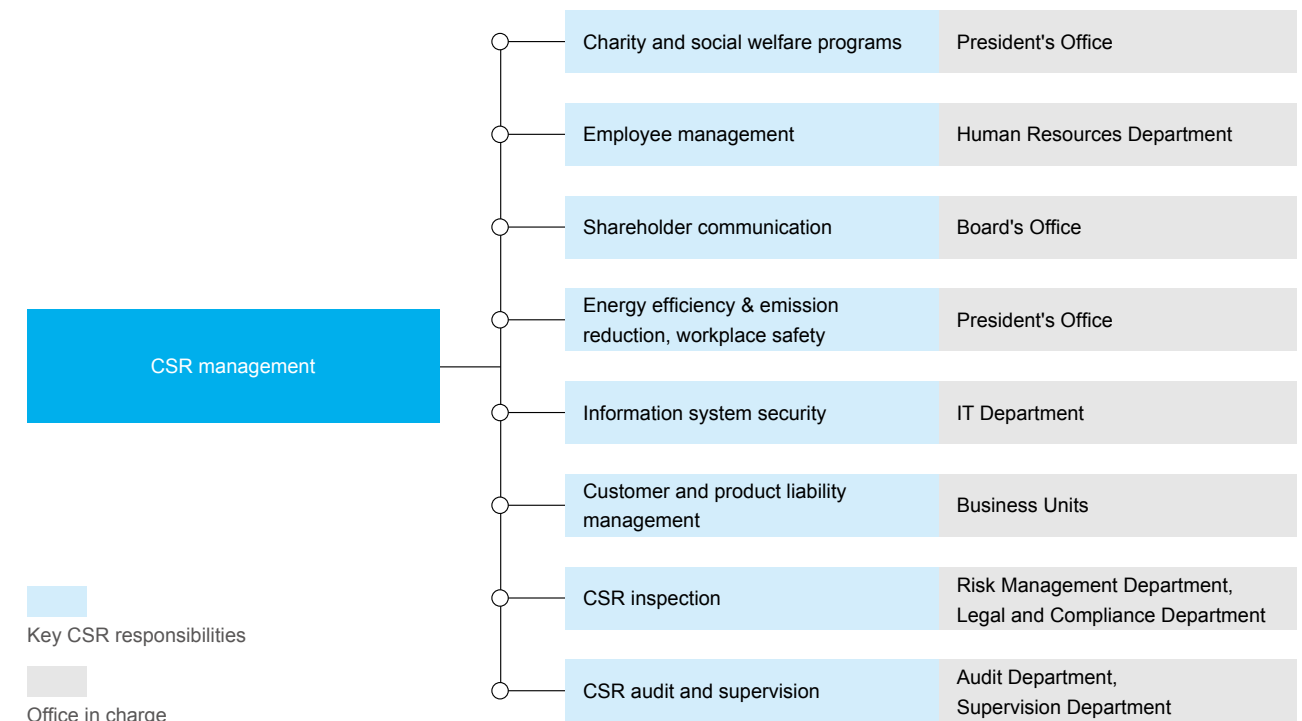 Charity and social welfare programs
President's Office
Employee management
Human Resources Department
Shareholder communication
Board's Office
Energy efficiency & emission
reduction, workplace safety
President's Office
CSR management
Information system security
IT Department
Customer and product liability
management
Business Units
CSR inspection
Risk Management Department,
Legal and Compliance Department
Key CSR responsibilities
CSR audit and supervision
Audit Department,
Supervision Department
Office in charge